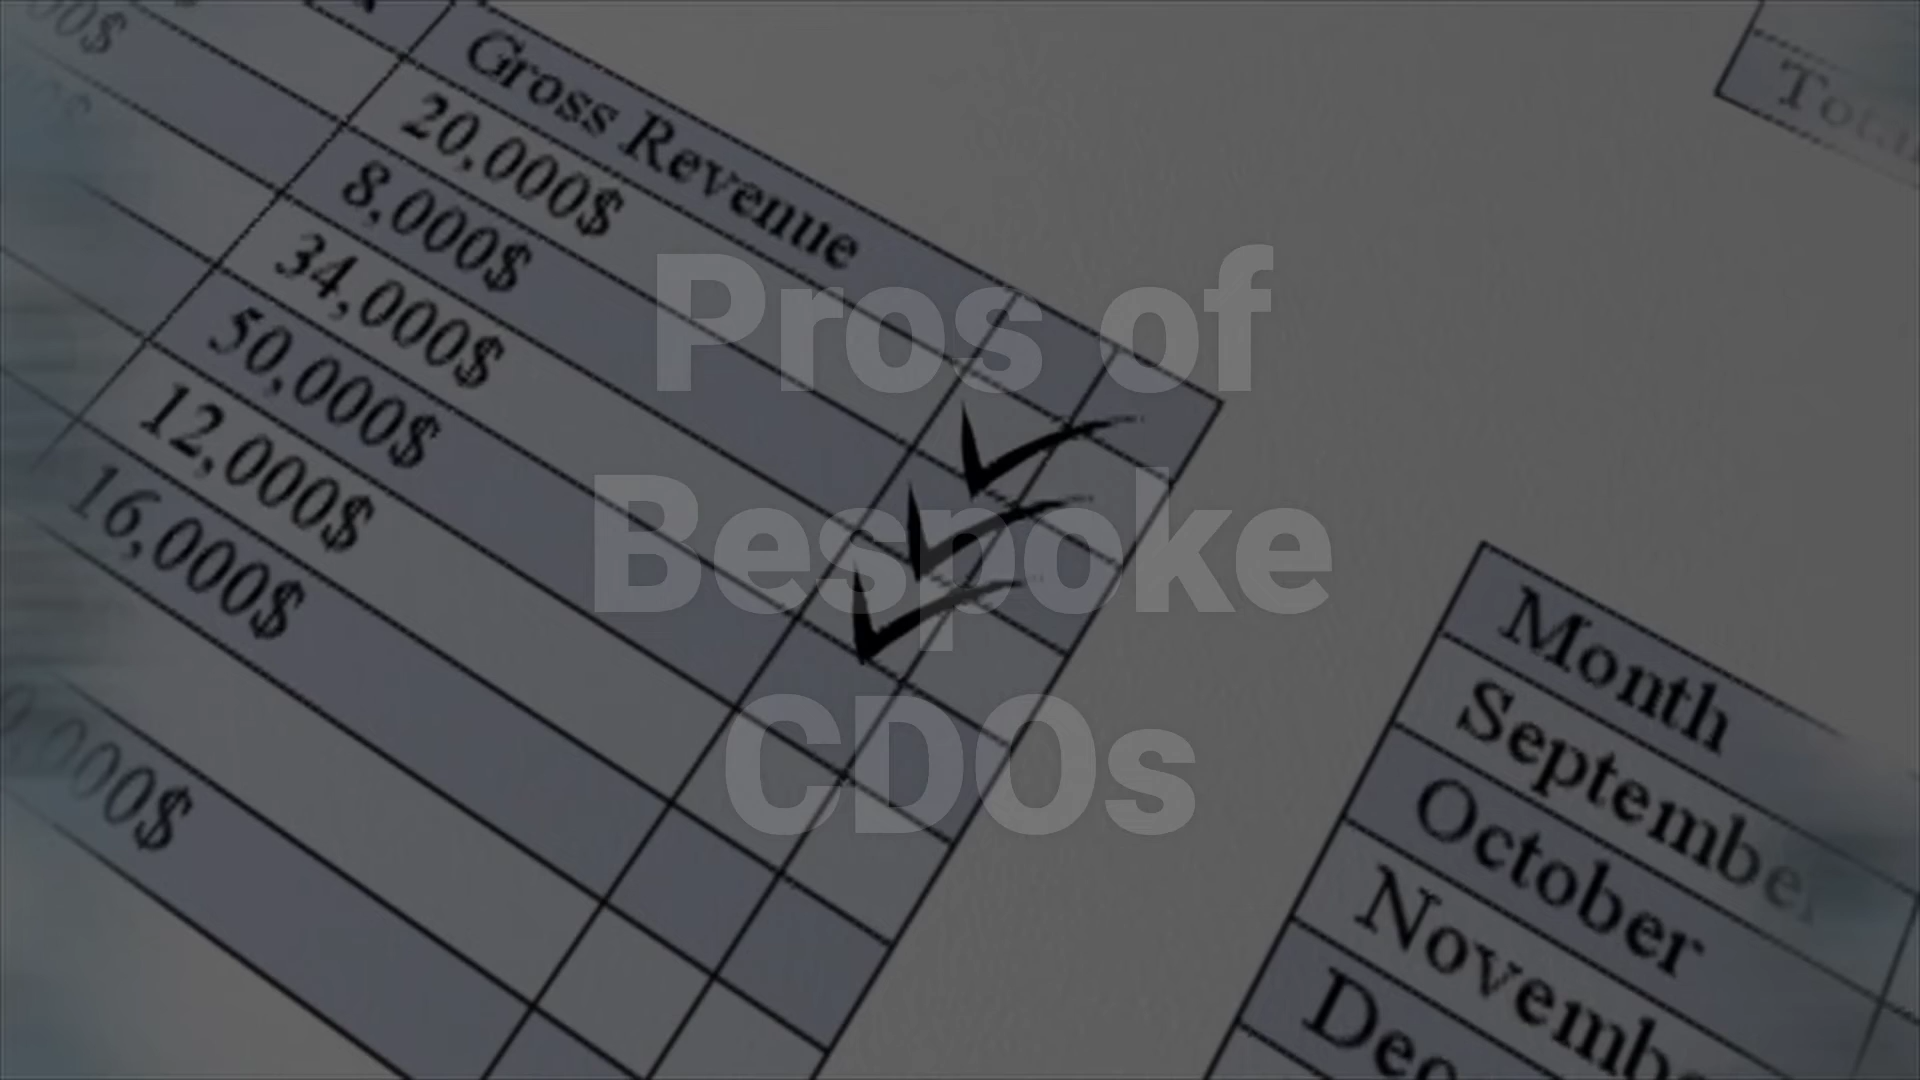 Gross Revenue
20,000$
8,000$
34,000$
50,000$
12,000$
16,000$
Pros of
Bespoke
CDOs
Month
September
October